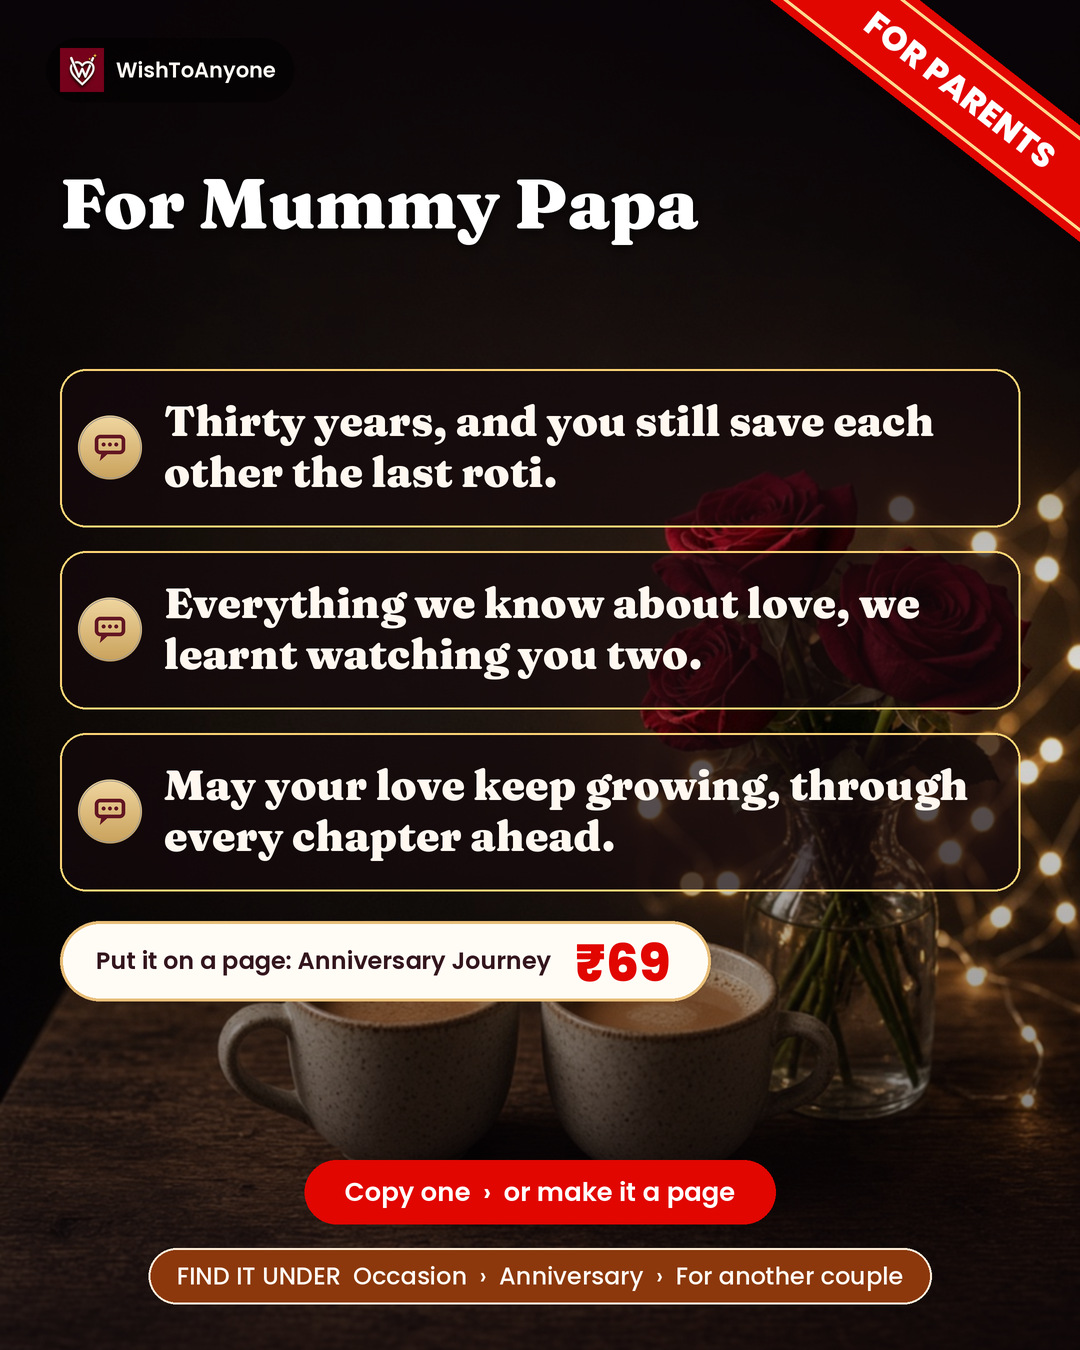 WishToAnyone
FOR PARENTS
For Mummy Papa
Thirty years, and you still save each
other the last roti.
Everything we know about love, we
learnt watching you two.
May your love keep growing, through
every chapter ahead.
Put it on a page: Anniversary Journey ₹69
Copy one › or make it a page
FIND IT UNDER Occasion › Anniversary › For another couple